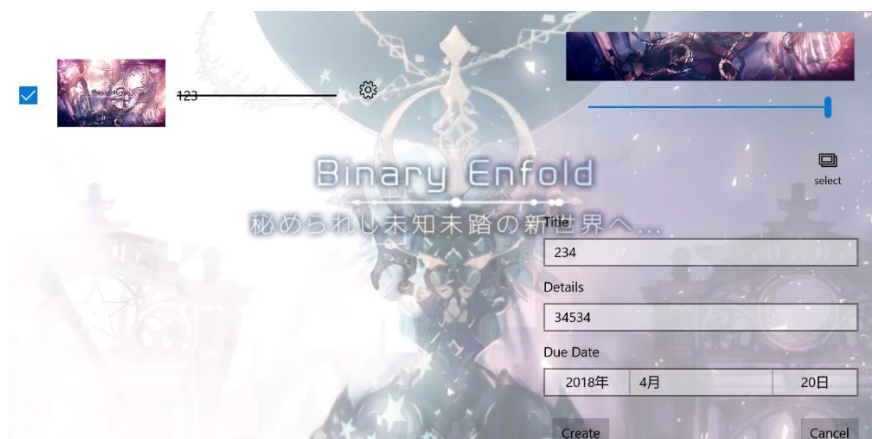 123
Binary Enfold
秘められし未知未踏の新世界へ...
select
Title
234
Details
34534
Due Date
2018年 4月 20日
Create Cancel